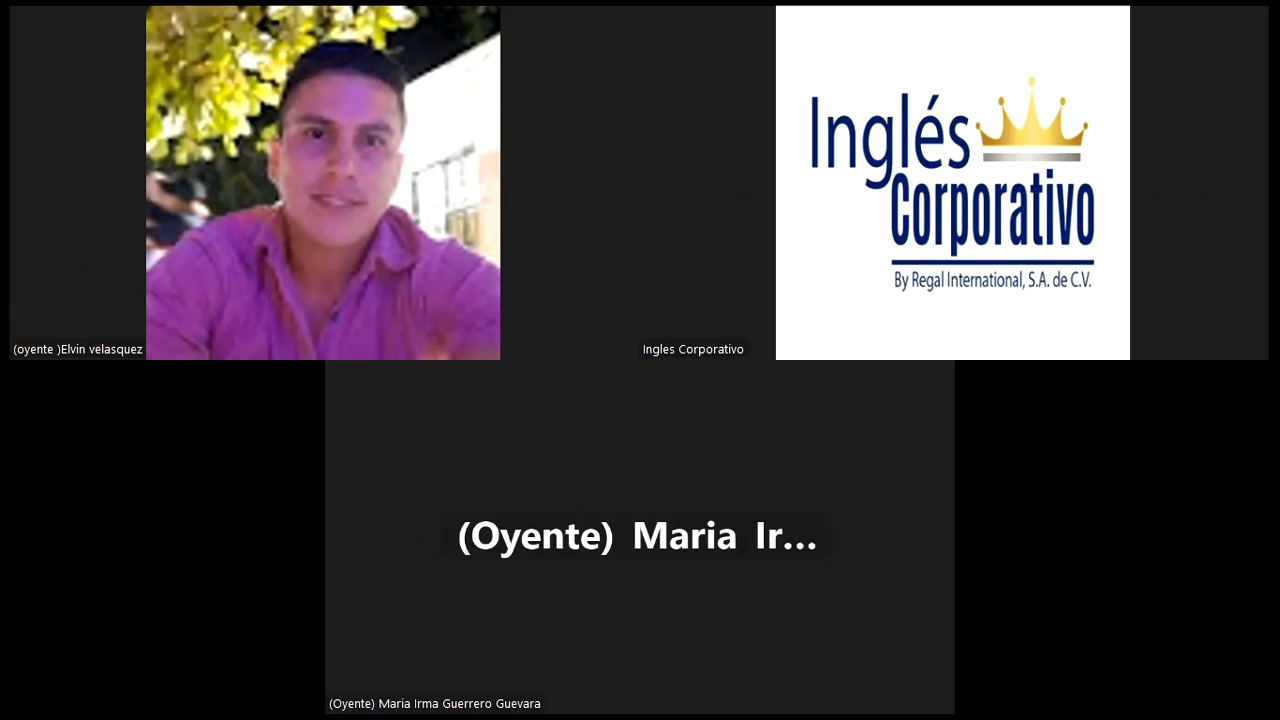 Inglés
Corporativo
By Regal International, S.A. de C.V.
(oyente )Elvin velasquez
Ingles Corporativo
(Oyente) Maria Ir...
(Oyente) Maria Irma Guerrero Guevara